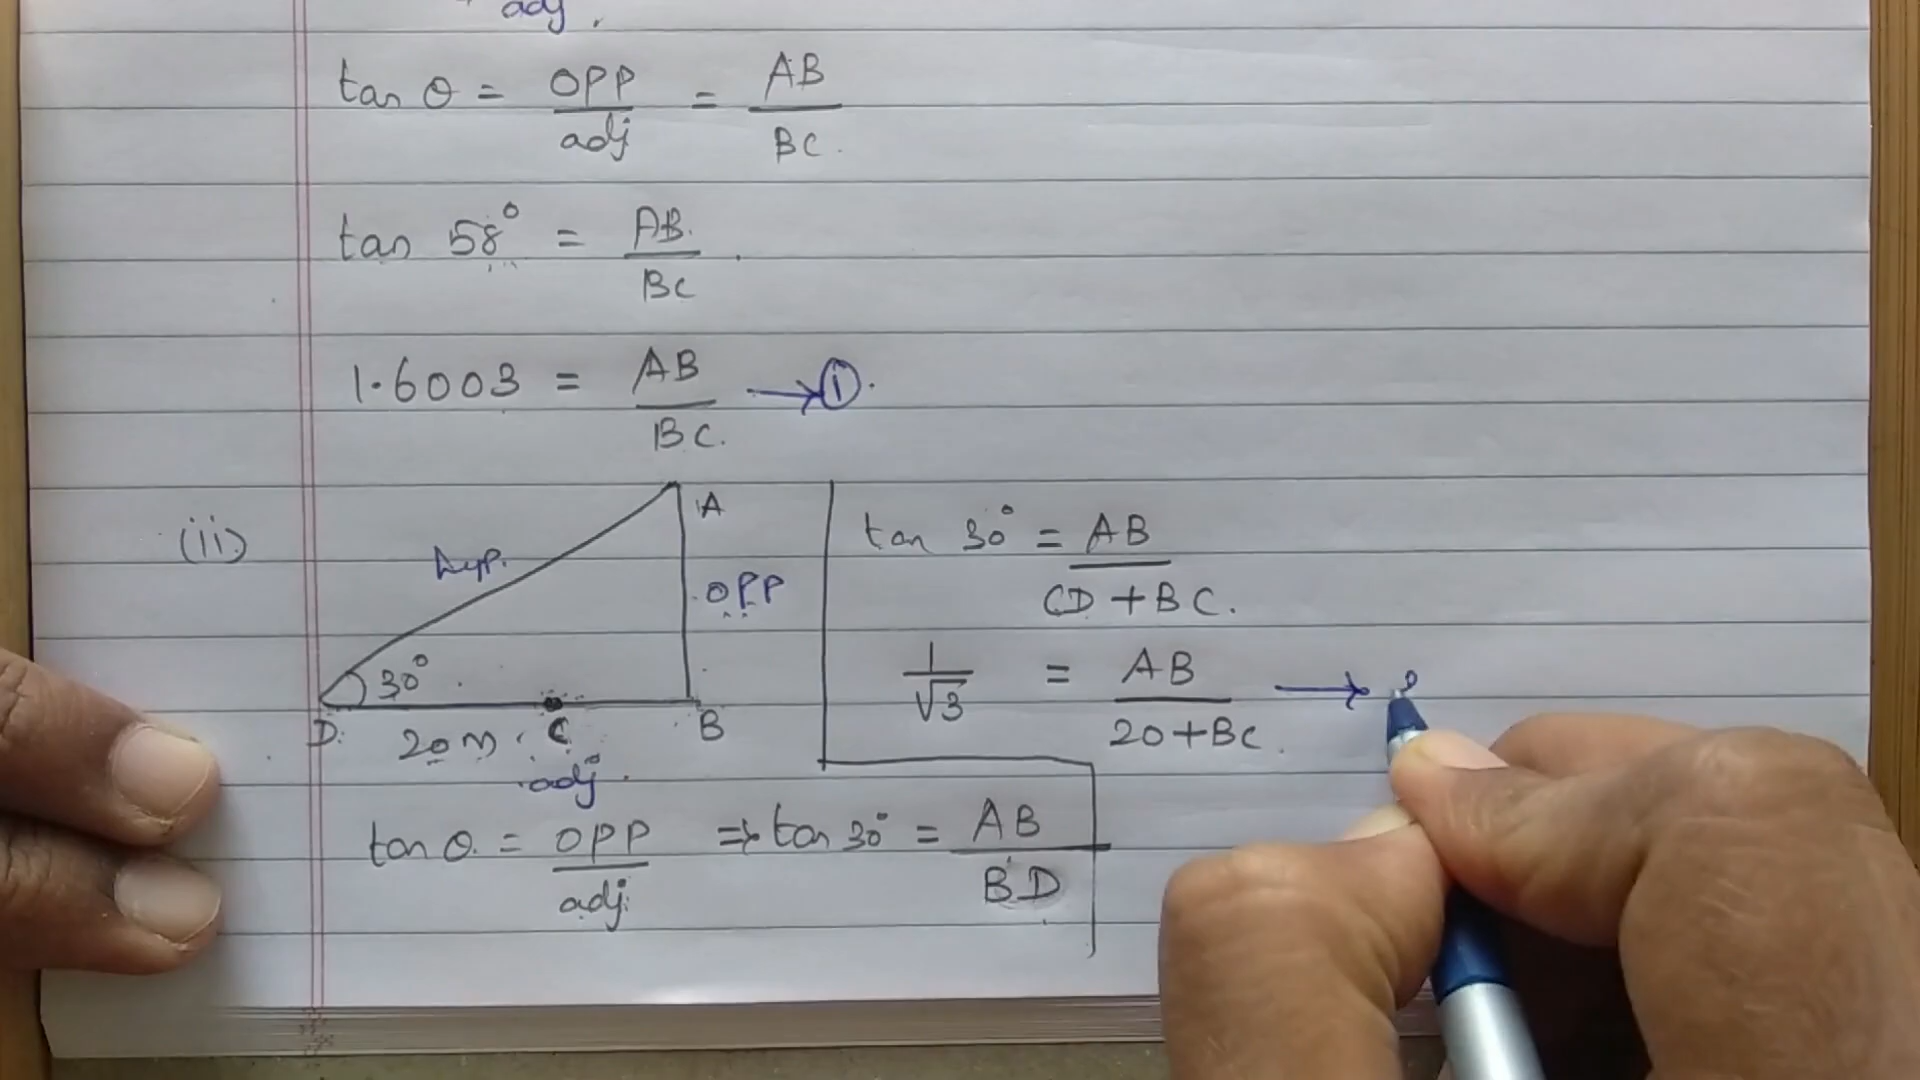 adj.
tan θ = OPP / adj = AB / BC.
tan 58° = AB. / BC.
1.6003 = AB / BC. → ①.
(ii)
A
hyp.
OPP
30°
D. 20 m. C B
adj.
tan 30° = AB / CD + BC.
1 / √3 = AB / 20 + BC. →
tan θ. = OPP / adj. ⇒ tan 30° = AB / BD